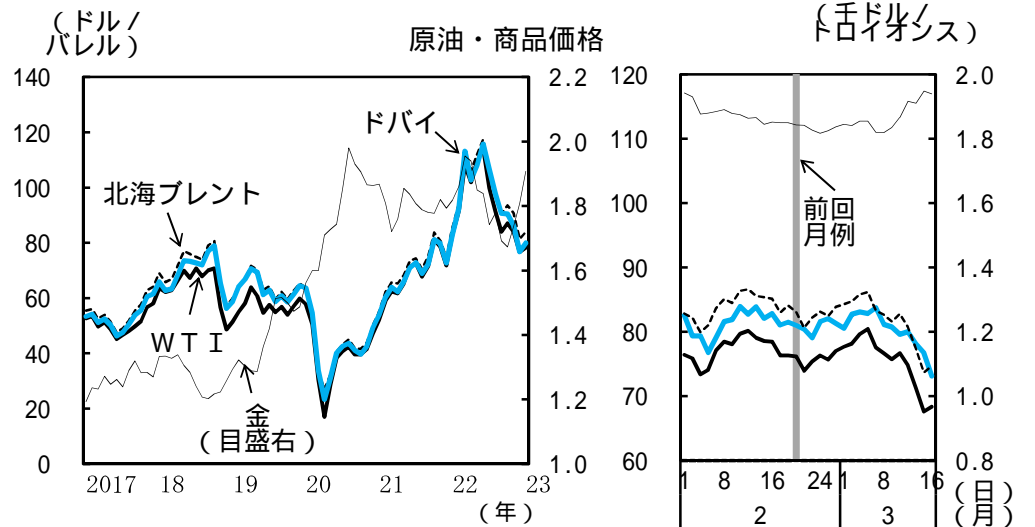 原油・商品価格
（ドル/
バレル）
（千ドル/
トロイオンス）
140
120
100
80
60
40
20
0
2.2
2.0
1.8
1.6
1.4
1.2
1.0
ドバイ
北海ブレント
ＷＴＩ
金
（目盛右）
2017 18 19 20 21 22 23
（年）
120
110
100
90
80
70
60
2.0
1.8
1.6
1.4
1.2
1.0
0.8
前回
月例
1 8 16 24 1 8 16
（日）
2 3
（月）